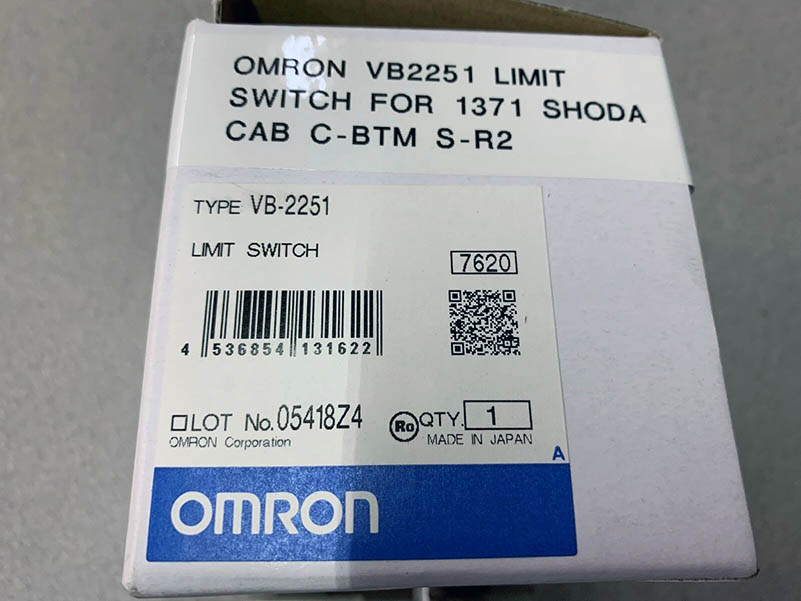 OMRON VB2251 LIMIT
SWITCH FOR 1371 SHODA
CAB C-BTM S-R2
TYPE VB-2251
LIMIT SWITCH
7620
4 536854 131622
LOT No.05418Z4
Ro QTY. 1
OMRON Corporation
MADE IN JAPAN
A
OMRON